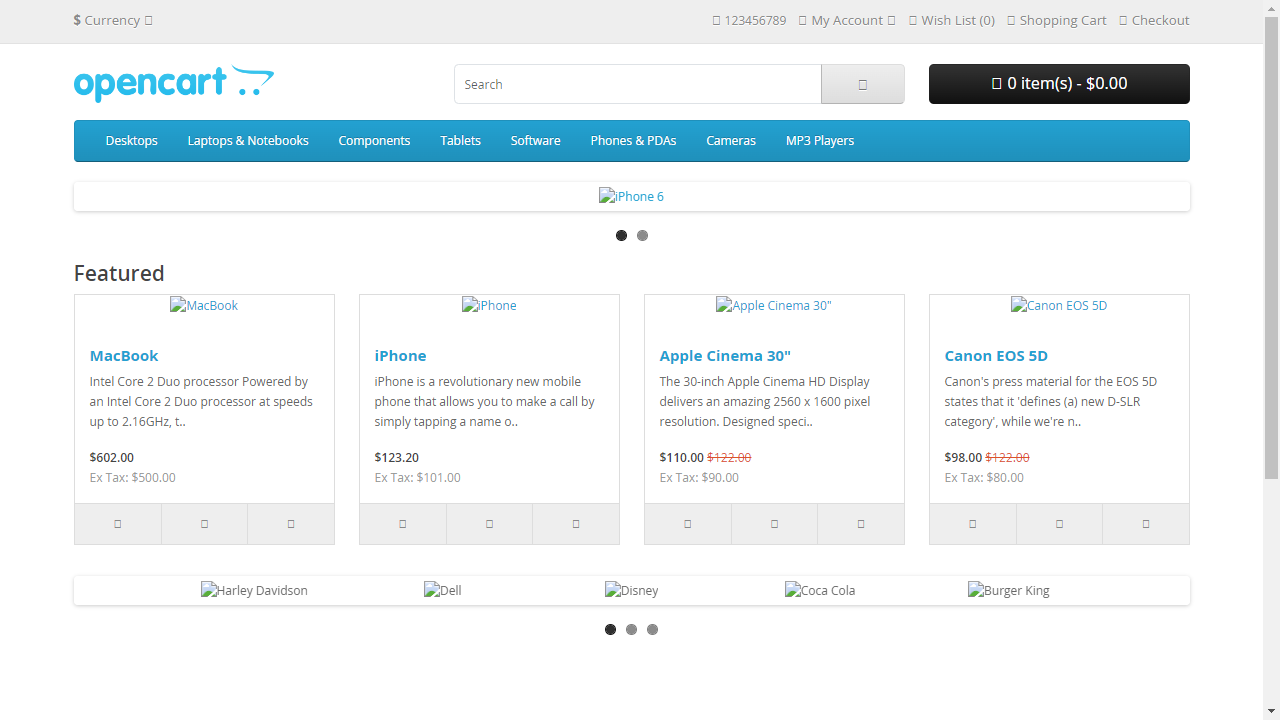 $ Currency
123456789 My Account Wish List (0) Shopping Cart Checkout
opencart
Search
0 item(s) - $0.00
Desktops Laptops & Notebooks Components Tablets Software Phones & PDAs Cameras MP3 Players
iPhone 6
Featured
MacBook
MacBook
Intel Core 2 Duo processor Powered by
an Intel Core 2 Duo processor at speeds
up to 2.16GHz, t..
$602.00
Ex Tax: $500.00
iPhone
iPhone
iPhone is a revolutionary new mobile
phone that allows you to make a call by
simply tapping a name o..
$123.20
Ex Tax: $101.00
Apple Cinema 30"
Apple Cinema 30"
The 30-inch Apple Cinema HD Display
delivers an amazing 2560 x 1600 pixel
resolution. Designed speci..
$110.00 $122.00
Ex Tax: $90.00
Canon EOS 5D
Canon EOS 5D
Canon's press material for the EOS 5D
states that it 'defines (a) new D-SLR
category', while we're n..
$98.00 $122.00
Ex Tax: $80.00
Harley Davidson Dell Disney Coca Cola Burger King